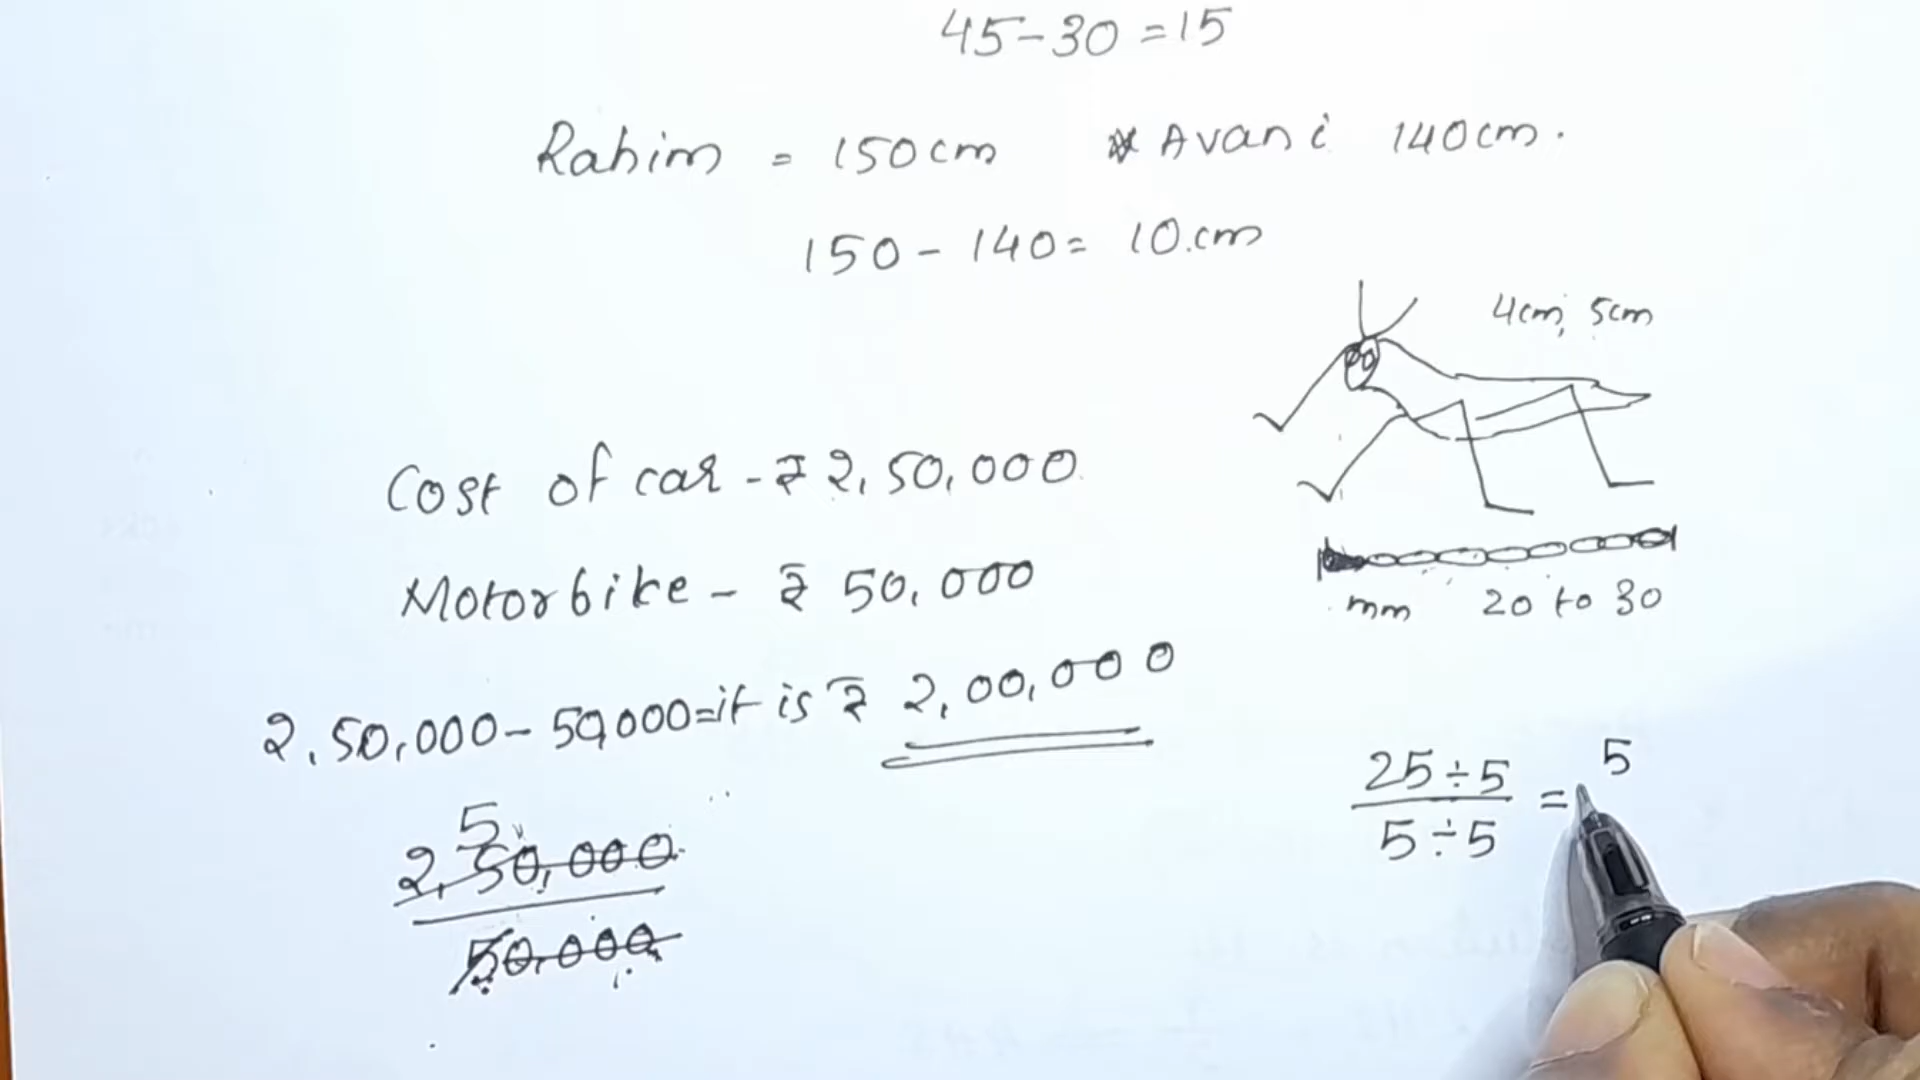 45-30=15
Rahim = 150cm Avani 140cm.
150 - 140 = 10.cm
4cm, 5cm
Cost of car - ₹ 2,50,000
Motorbike - ₹ 50,000
mm 20 to 30
2,50,000-50,000=it is ₹ 2,00,000
25÷5 = 5
5÷5
5
2,50,000
50,000